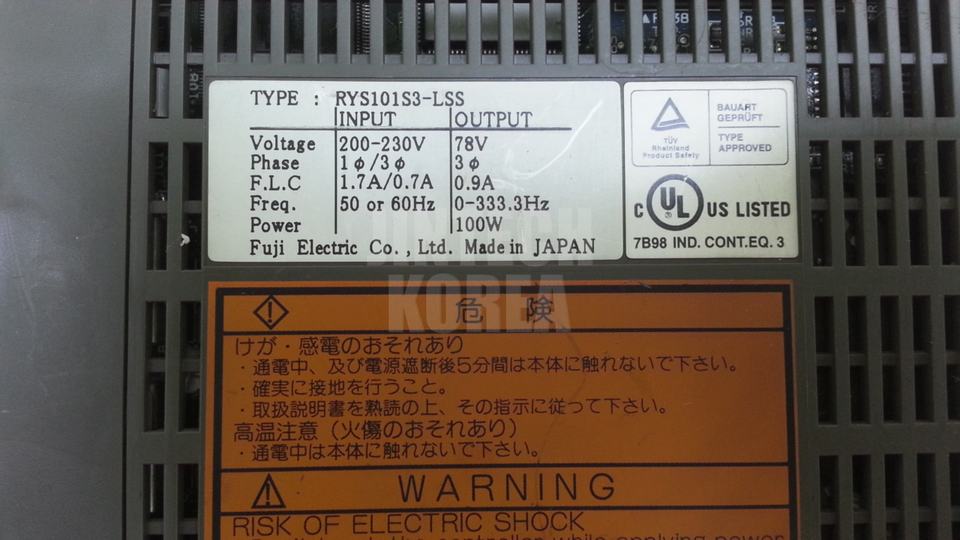 TYPE : RYS101S3-LSS
INPUT OUTPUT
Voltage 200-230V 78V
Phase 1φ/3φ 3φ
F.L.C 1.7A/0.7A 0.9A
Freq. 50 or 60Hz 0-333.3Hz
Power 100W
Fuji Electric Co., Ltd. Made in JAPAN
TÜV
Rheinland
Product Safety
BAUART
GEPRÜFT
TYPE
APPROVED
C UL US LISTED
7B98 IND. CONT.EQ. 3
KOREA
危険
けが・感電のおそれあり
・通電中、及び電源遮断後5分間は本体に触れないで下さい。
・確実に接地を行うこと。
・取扱説明書を熟読の上、その指示に従って下さい。
高温注意(火傷のおそれあり)
・通電中は本体に触れないで下さい。
WARNING
RISK OF ELECTRIC SHOCK
the controller while applying power